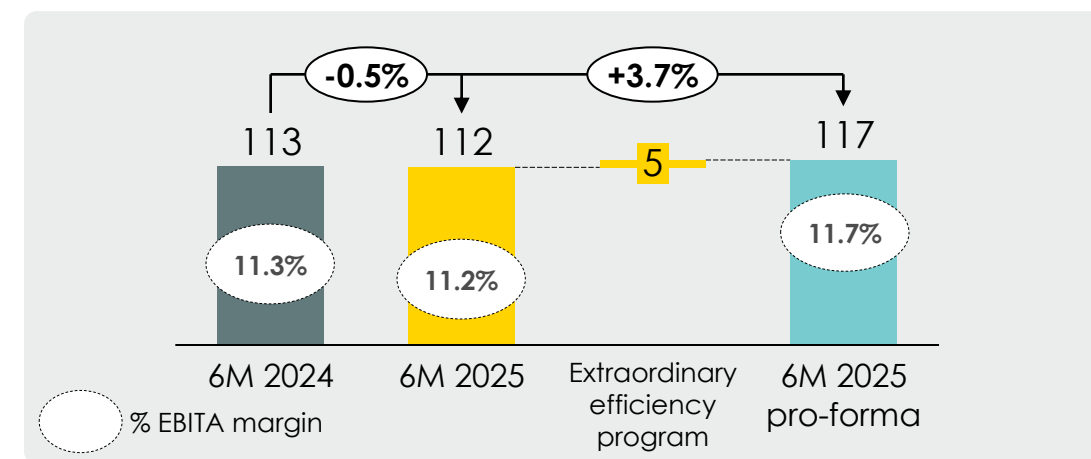 -0.5%
+3.7%
113
112
5
117
11.3%
11.2%
11.7%
6M 2024
6M 2025
Extraordinary
efficiency
program
6M 2025
pro-forma
% EBITA margin